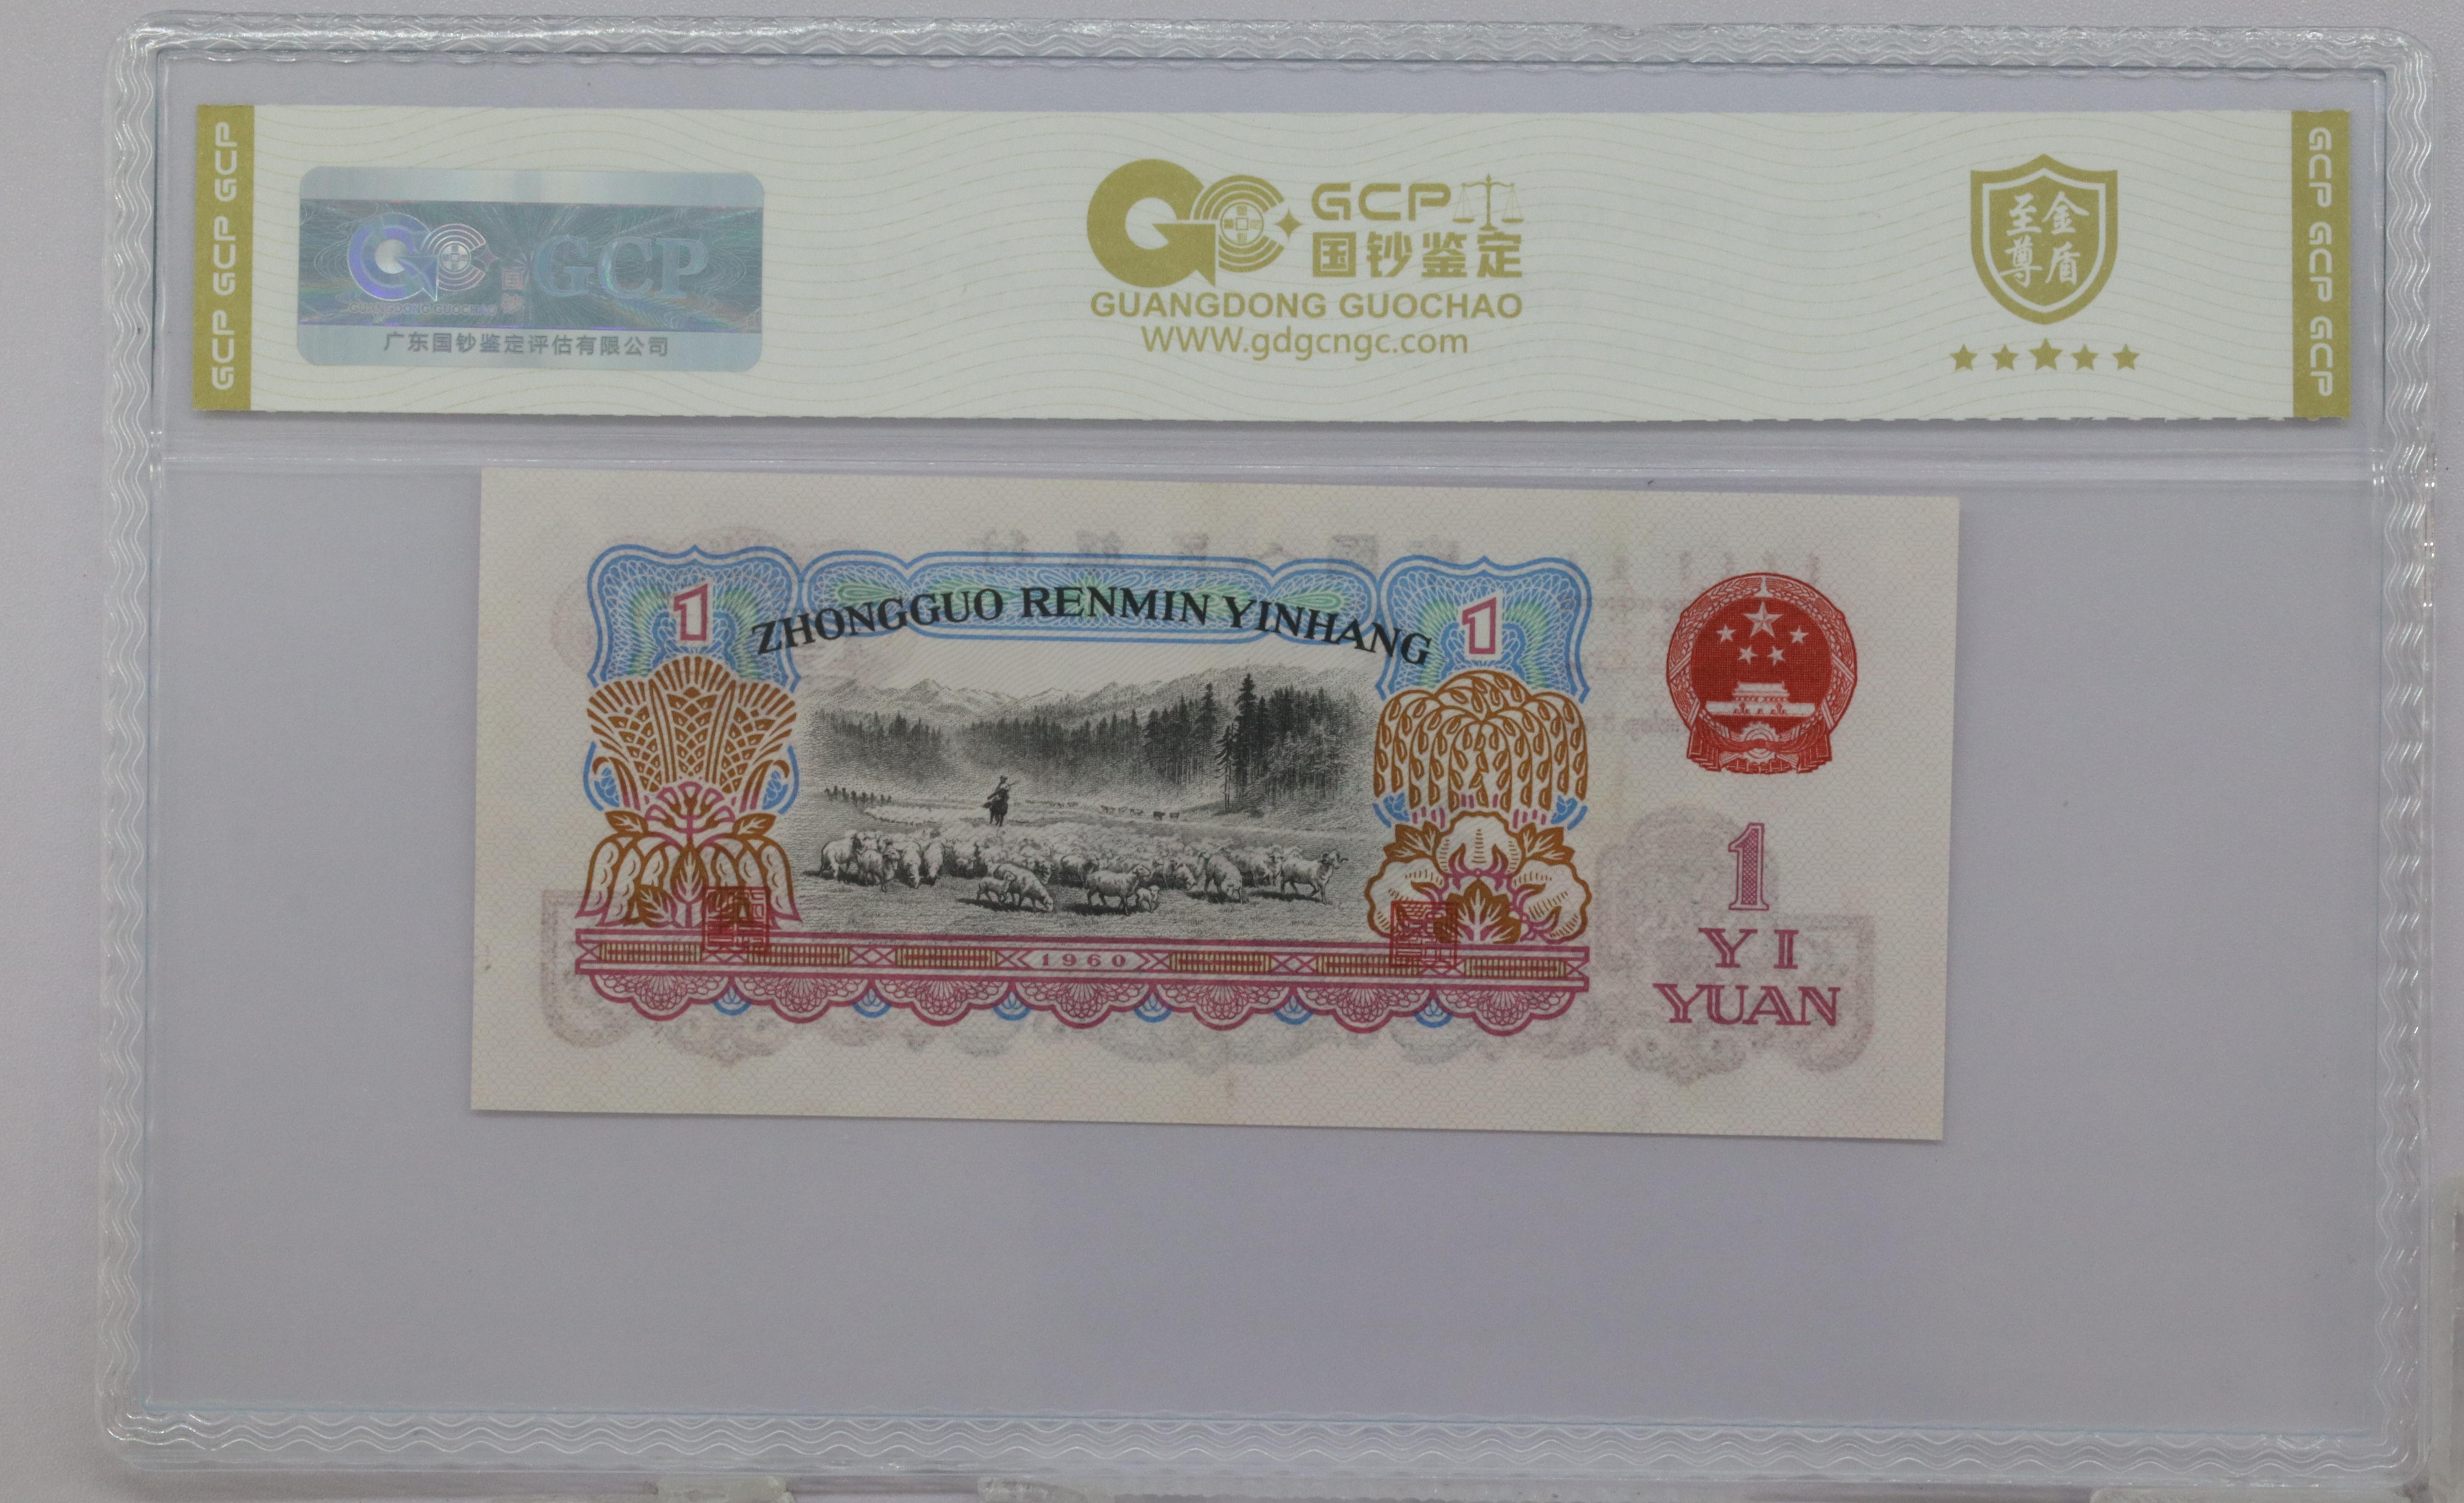 GCP GCP GCP
GCP
GUANGDONG GUOCHAO
国钞
广东国钞鉴定评估有限公司
GCP
国钞鉴定
GUANGDONG GUOCHAO
WWW.gdgcngc.com
至尊
金盾
GCP GCP GCP
1
ZHONGGUO RENMIN YINHANG
1
1960
1
YI
YUAN